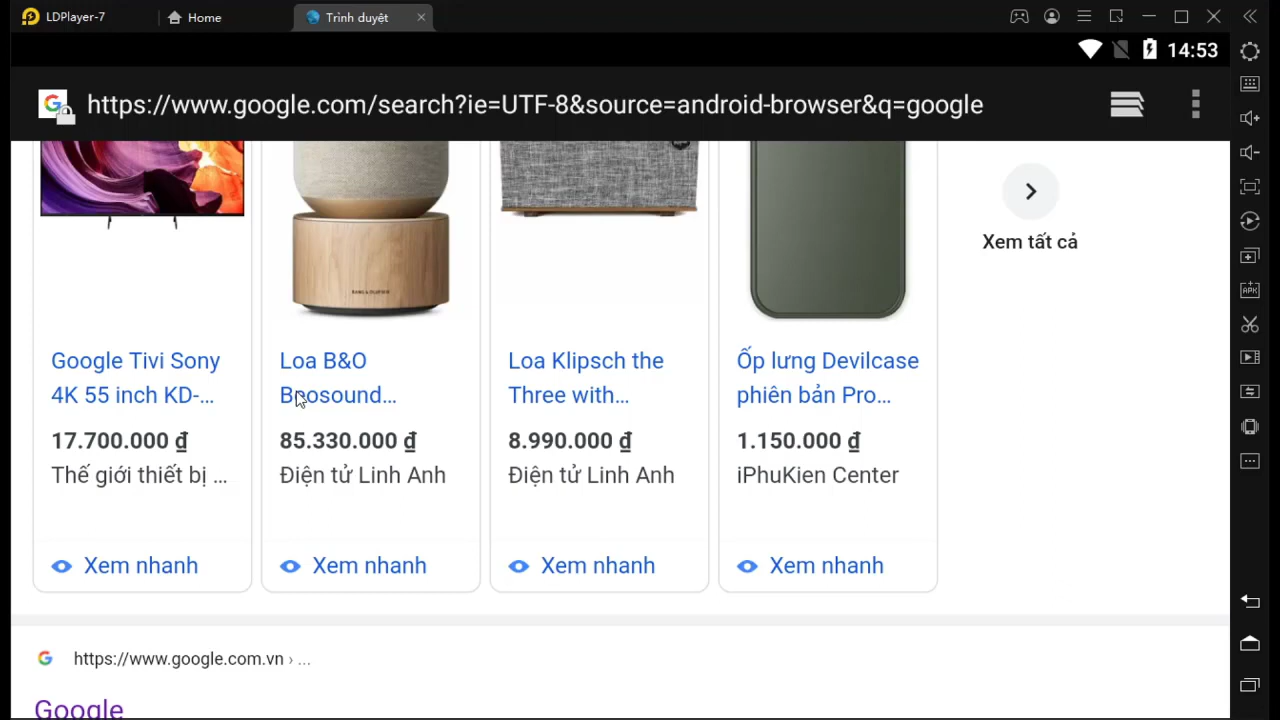 LDPlayer-7
Home
Trình duyệt
14:53
https://www.google.com/search?ie=UTF-8&source=android-browser&q=google
Xem tất cả
BANG & OLUFSEN
Google Tivi Sony
4K 55 inch KD-...
17.700.000 ₫
Thế giới thiết bị ...
Xem nhanh
Loa B&O
Beosound...
85.330.000 ₫
Điện tử Linh Anh
Xem nhanh
Loa Klipsch the
Three with...
8.990.000 ₫
Điện tử Linh Anh
Xem nhanh
Ốp lưng Devilcase
phiên bản Pro...
1.150.000 ₫
iPhuKien Center
Xem nhanh
https://www.google.com.vn › ...
Google
APK